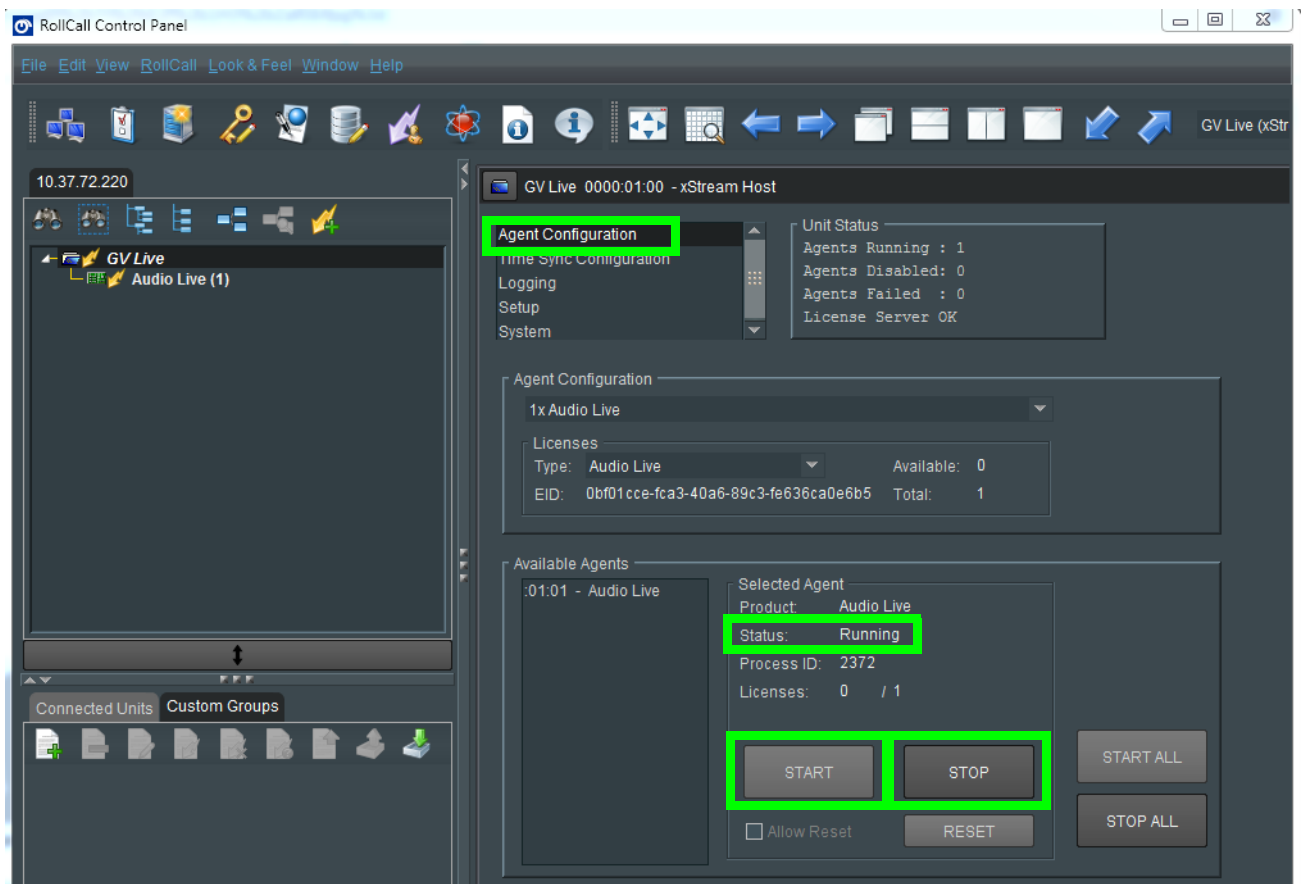 RollCall Control Panel
File Edit View RollCall Look & Feel Window Help
GV Live (xStr
10.37.72.220
GV Live
Audio Live (1)
Connected Units Custom Groups
GV Live 0000:01:00 - xStream Host
Agent Configuration
Time Sync Configuration
Logging
Setup
System
Unit Status
Agents Running : 1
Agents Disabled: 0
Agents Failed : 0
License Server OK
Agent Configuration
1x Audio Live
Licenses
Type: Audio Live Available: 0
EID: 0bf01cce-fca3-40a6-89c3-fe636ca0e6b5 Total: 1
Available Agents
:01:01 - Audio Live
Selected Agent
Product: Audio Live
Status: Running
Process ID: 2372
Licenses: 0 / 1
START STOP
Allow Reset RESET
START ALL
STOP ALL